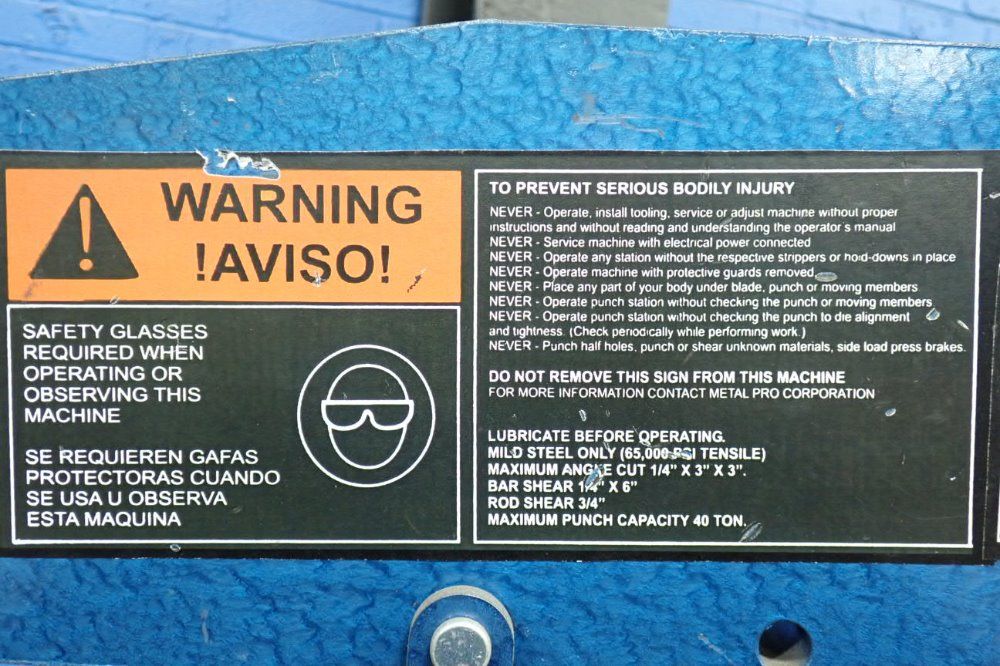 WARNING
!AVISO!
SAFETY GLASSES
REQUIRED WHEN
OPERATING OR
OBSERVING THIS
MACHINE
SE REQUIEREN GAFAS
PROTECTORAS CUANDO
SE USA U OBSERVA
ESTA MAQUINA
TO PREVENT SERIOUS BODILY INJURY
NEVER - Operate, install tooling, service or adjust machine without proper
instructions and without reading and understanding the operator's manual
NEVER - Service machine with electrical power connected
NEVER - Operate any station without the respective strippers or hold-downs in place
NEVER - Operate machine with protective guards removed
NEVER - Place any part of your body under blade, punch or moving members
NEVER - Operate punch station without checking the punch or moving members
NEVER - Operate punch station without checking the punch to die alignment
and tightness. (Check periodically while performing work.)
NEVER - Punch half holes, punch or shear unknown materials, side load press brakes.
DO NOT REMOVE THIS SIGN FROM THIS MACHINE
FOR MORE INFORMATION CONTACT METAL PRO CORPORATION
LUBRICATE BEFORE OPERATING.
MILD STEEL ONLY (65,000 PSI TENSILE)
MAXIMUM ANGLE CUT 1/4" X 3" X 3".
BAR SHEAR 1/4" X 6"
ROD SHEAR 3/4"
MAXIMUM PUNCH CAPACITY 40 TON.